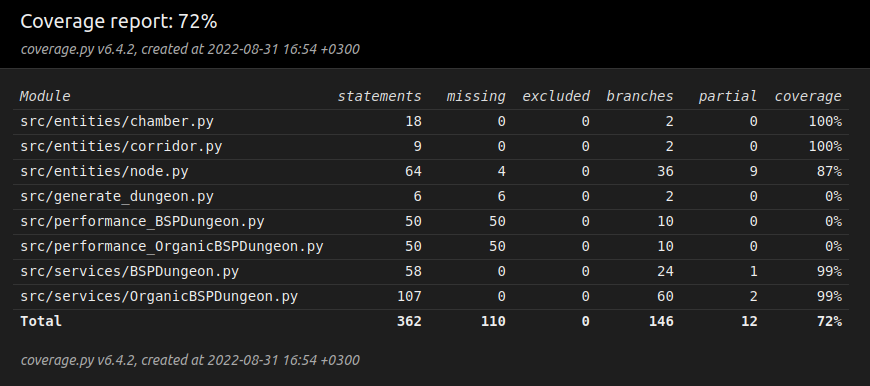 Coverage report: 72%
coverage.py v6.4.2, created at 2022-08-31 16:54 +0300
Module statements missing excluded branches partial coverage
src/entities/chamber.py 18 0 0 2 0 100%
src/entities/corridor.py 9 0 0 2 0 100%
src/entities/node.py 64 4 0 36 9 87%
src/generate_dungeon.py 6 6 0 2 0 0%
src/performance_BSPDungeon.py 50 50 0 10 0 0%
src/performance_OrganicBSPDungeon.py 50 50 0 10 0 0%
src/services/BSPDungeon.py 58 0 0 24 1 99%
src/services/OrganicBSPDungeon.py 107 0 0 60 2 99%
Total 362 110 0 146 12 72%
coverage.py v6.4.2, created at 2022-08-31 16:54 +0300